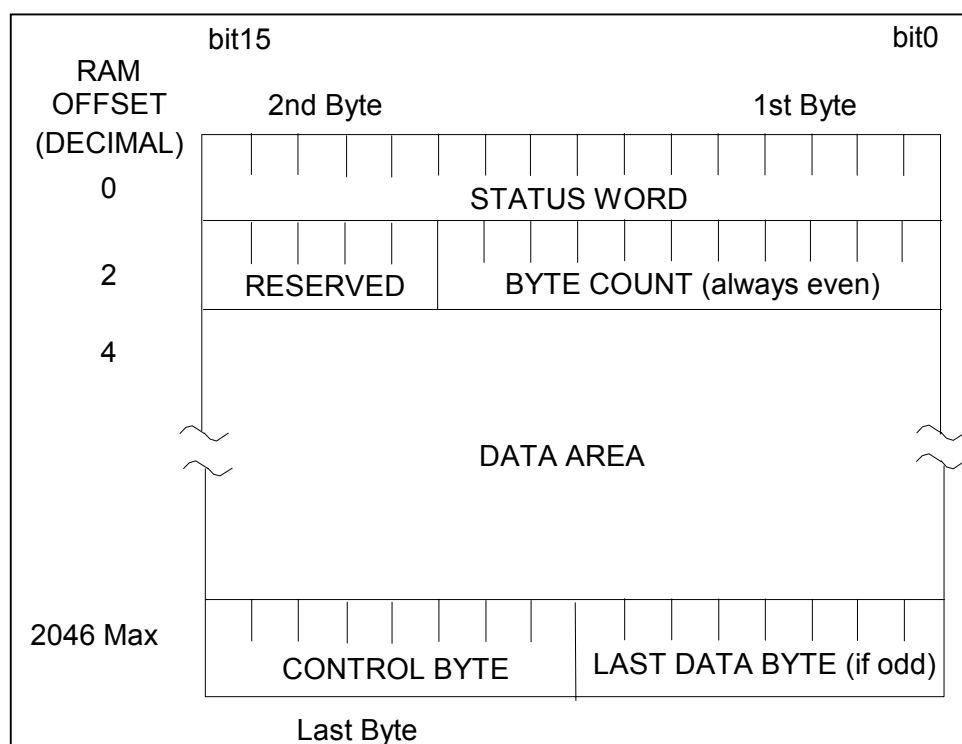 bit15 bit0
RAM
OFFSET
(DECIMAL)
2nd Byte 1st Byte
0 STATUS WORD
2 RESERVED BYTE COUNT (always even)
4
DATA AREA
2046 Max CONTROL BYTE LAST DATA BYTE (if odd)
Last Byte